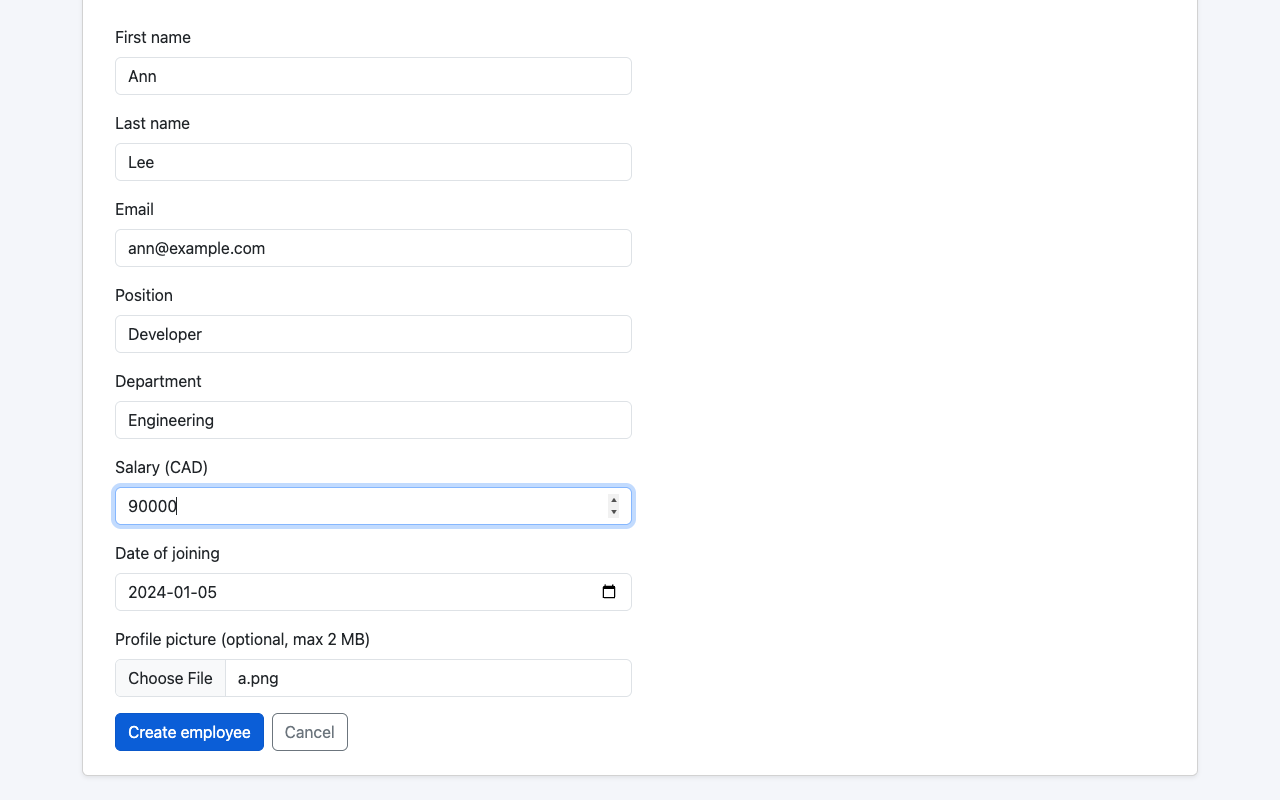 First name
Ann
Last name
Lee
Email
ann@example.com
Position
Developer
Department
Engineering
Salary (CAD)
90000
Date of joining
2024-01-05
Profile picture (optional, max 2 MB)
Choose File a.png
Create employee Cancel